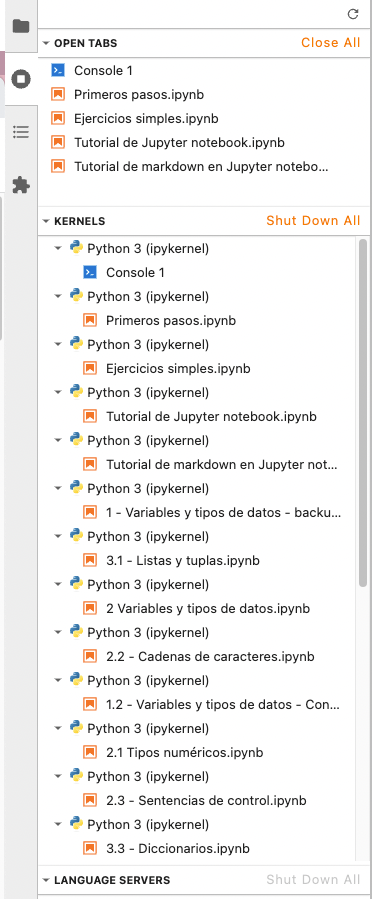 OPEN TABS
Close All
Console 1
Primeros pasos.ipynb
Ejercicios simples.ipynb
Tutorial de Jupyter notebook.ipynb
Tutorial de markdown en Jupyter notebo...
KERNELS
Shut Down All
Python 3 (ipykernel)
Console 1
Python 3 (ipykernel)
Primeros pasos.ipynb
Python 3 (ipykernel)
Ejercicios simples.ipynb
Python 3 (ipykernel)
Tutorial de Jupyter notebook.ipynb
Python 3 (ipykernel)
Tutorial de markdown en Jupyter not...
Python 3 (ipykernel)
1 - Variables y tipos de datos - backu...
Python 3 (ipykernel)
3.1 - Listas y tuplas.ipynb
Python 3 (ipykernel)
2 Variables y tipos de datos.ipynb
Python 3 (ipykernel)
2.2 - Cadenas de caracteres.ipynb
Python 3 (ipykernel)
1.2 - Variables y tipos de datos - Con...
Python 3 (ipykernel)
2.1 Tipos numéricos.ipynb
Python 3 (ipykernel)
2.3 - Sentencias de control.ipynb
Python 3 (ipykernel)
3.3 - Diccionarios.ipynb
LANGUAGE SERVERS
Shut Down All